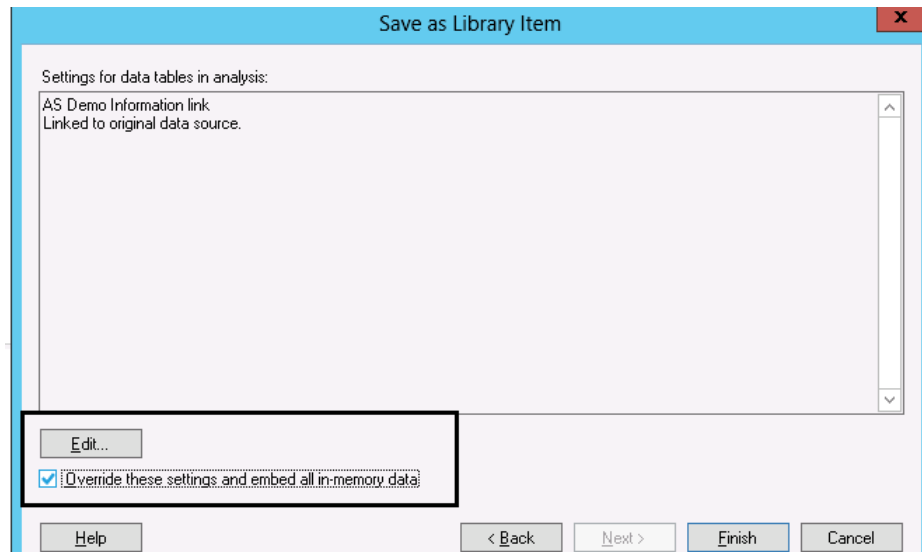 Save as Library Item
x
Settings for data tables in analysis:
AS Demo Information link
Linked to original data source.
Edit...
Override these settings and embed all in-memory data
Help
< Back
Next >
Finish
Cancel